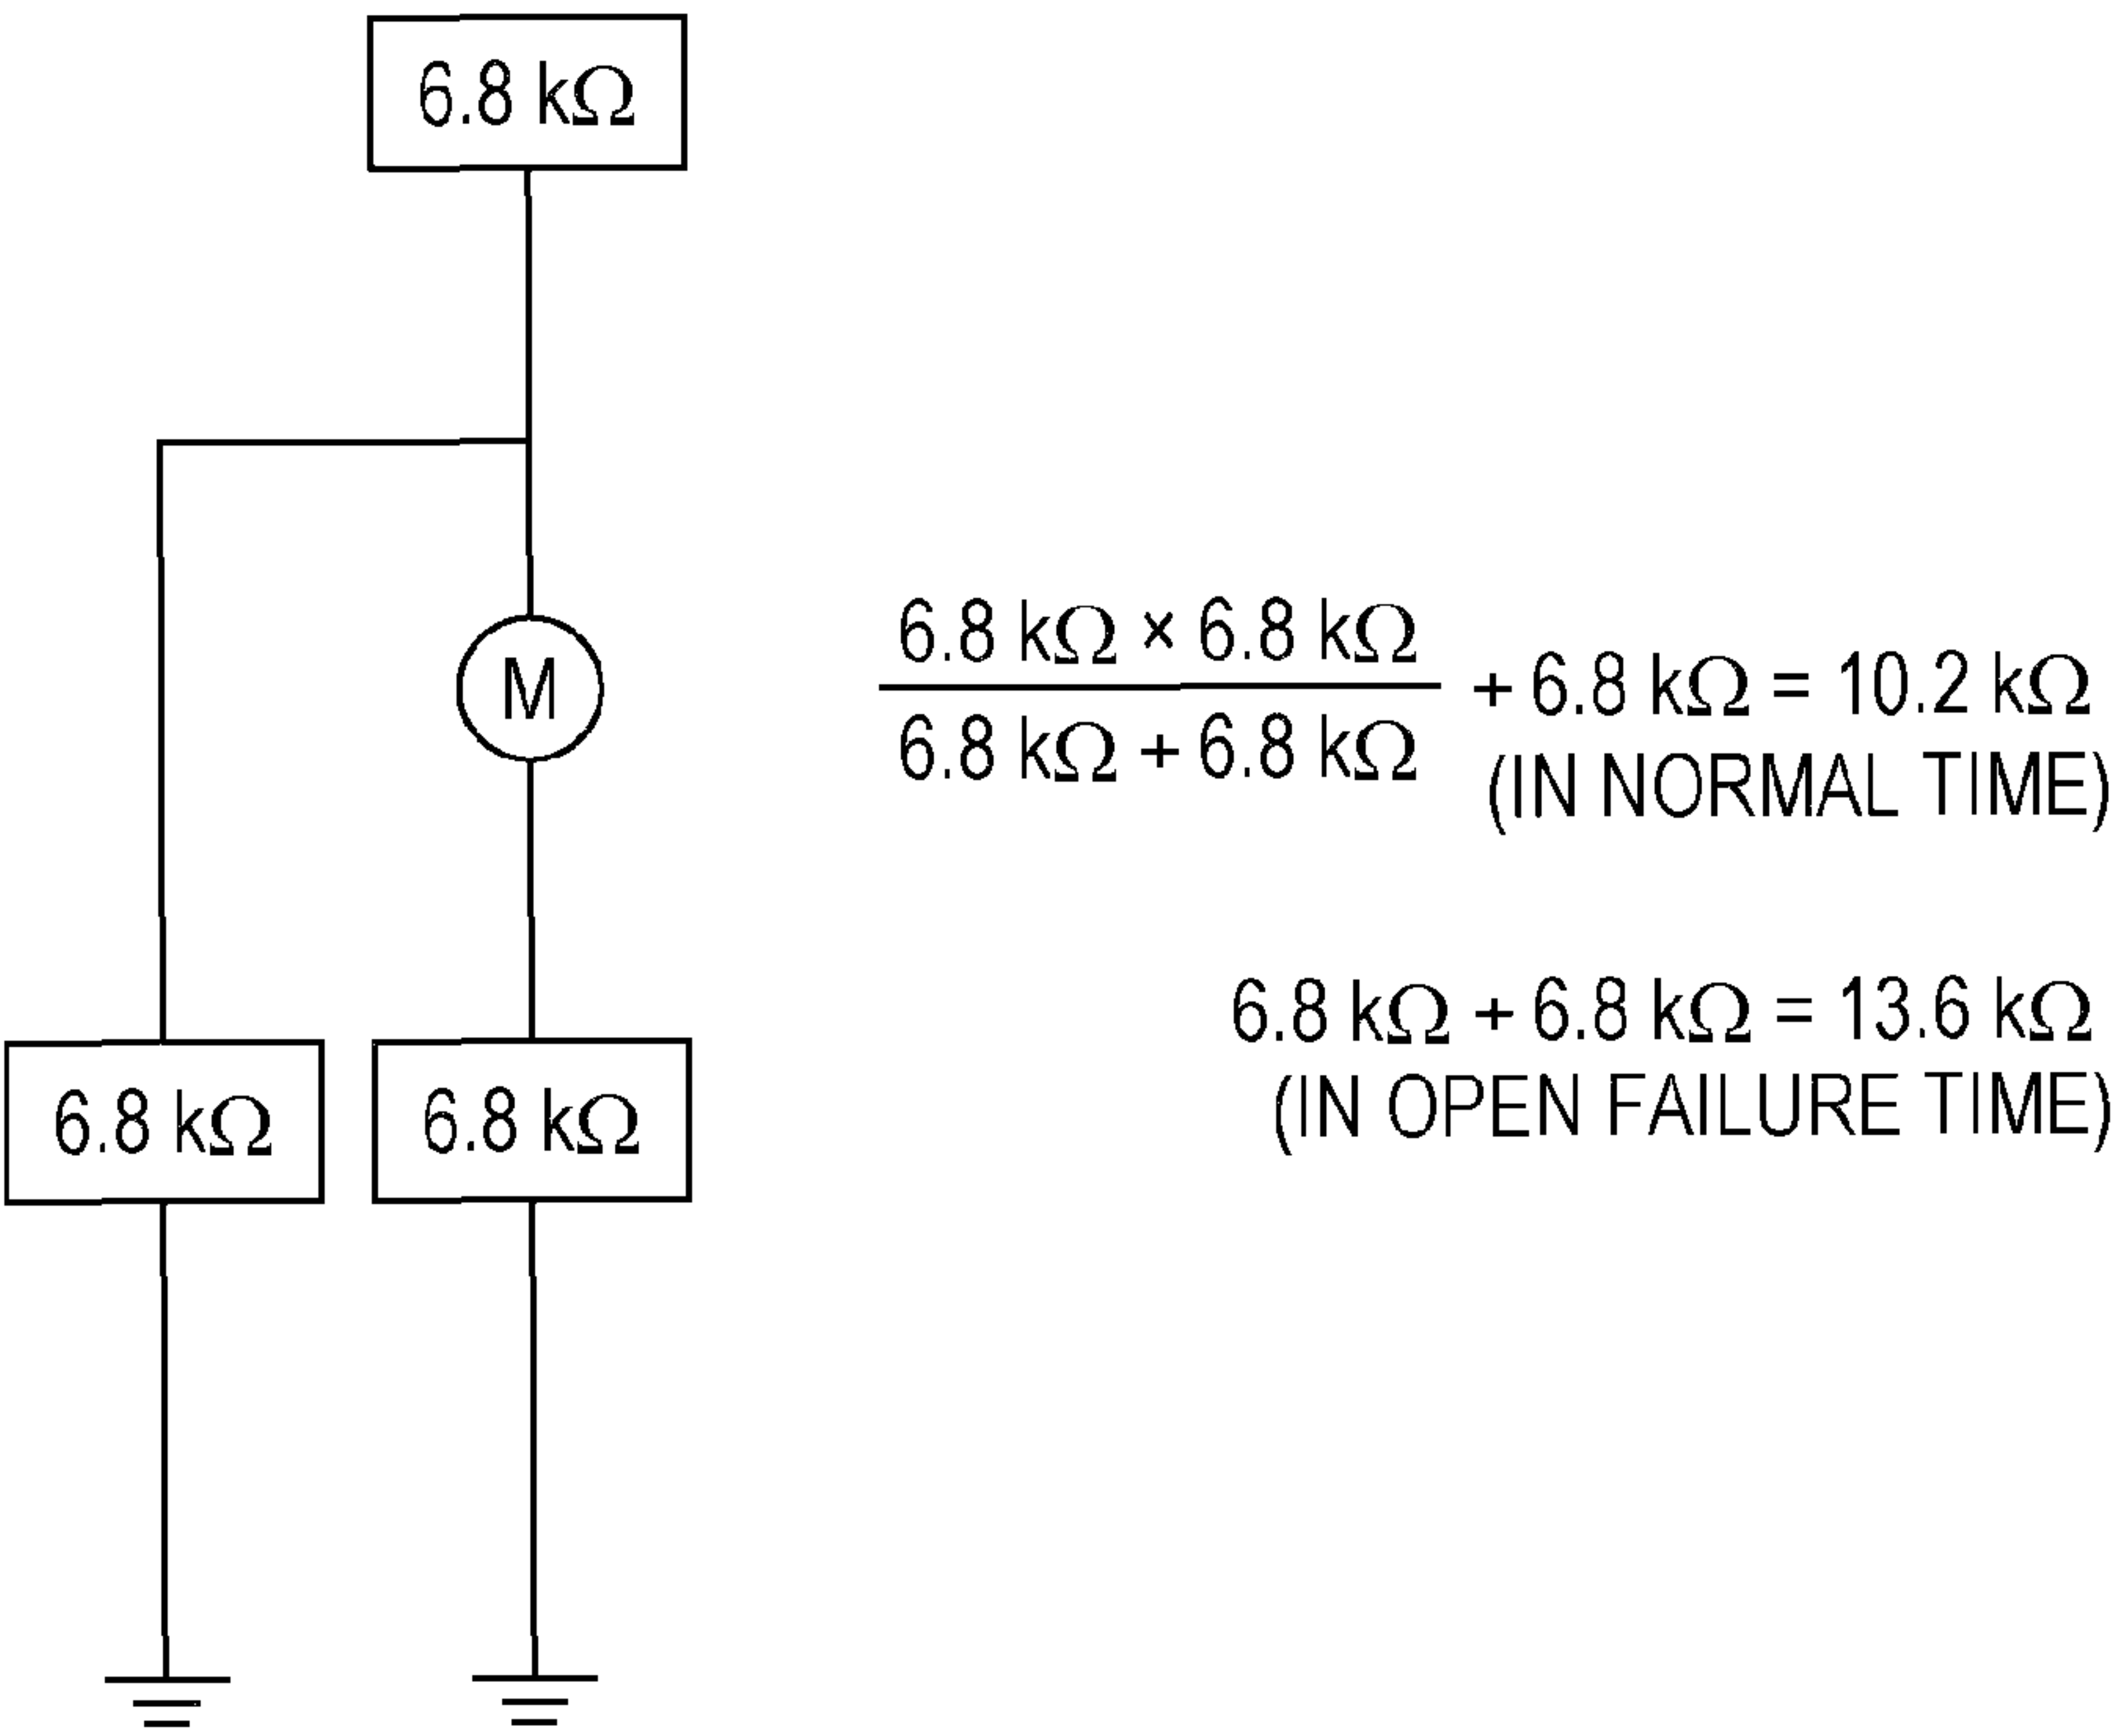 6.8 kΩ
M
6.8 kΩ × 6.8 kΩ
6.8 kΩ + 6.8 kΩ
+ 6.8 kΩ = 10.2 kΩ
(IN NORMAL TIME)
6.8 kΩ + 6.8 kΩ = 13.6 kΩ
(IN OPEN FAILURE TIME)
6.8 kΩ
6.8 kΩ